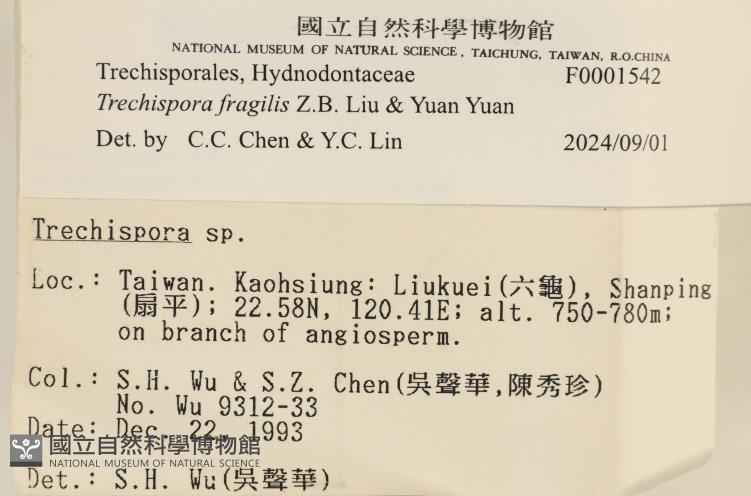 國立自然科學博物館
NATIONAL MUSEUM OF NATURAL SCIENCE, TAICHUNG, TAIWAN, R.O.CHINA
Trechisporales, Hydnodontaceae F0001542
Trechispora fragilis Z.B. Liu & Yuan Yuan
Det. by C.C. Chen & Y.C. Lin 2024/09/01
Trechispora sp.
Loc.: Taiwan. Kaohsiung: Liukuei(六龜), Shanping
(扇平); 22.58N, 120.41E; alt. 750-780m;
on branch of angiosperm.
Col.: S.H. Wu & S.Z. Chen(吳聲華,陳秀珍)
No. Wu 9312-33
Date: Dec. 22, 1993
國立自然科學博物館
NATIONAL MUSEUM OF NATURAL SCIENCE
Det.: S.H. Wu(吳聲華)